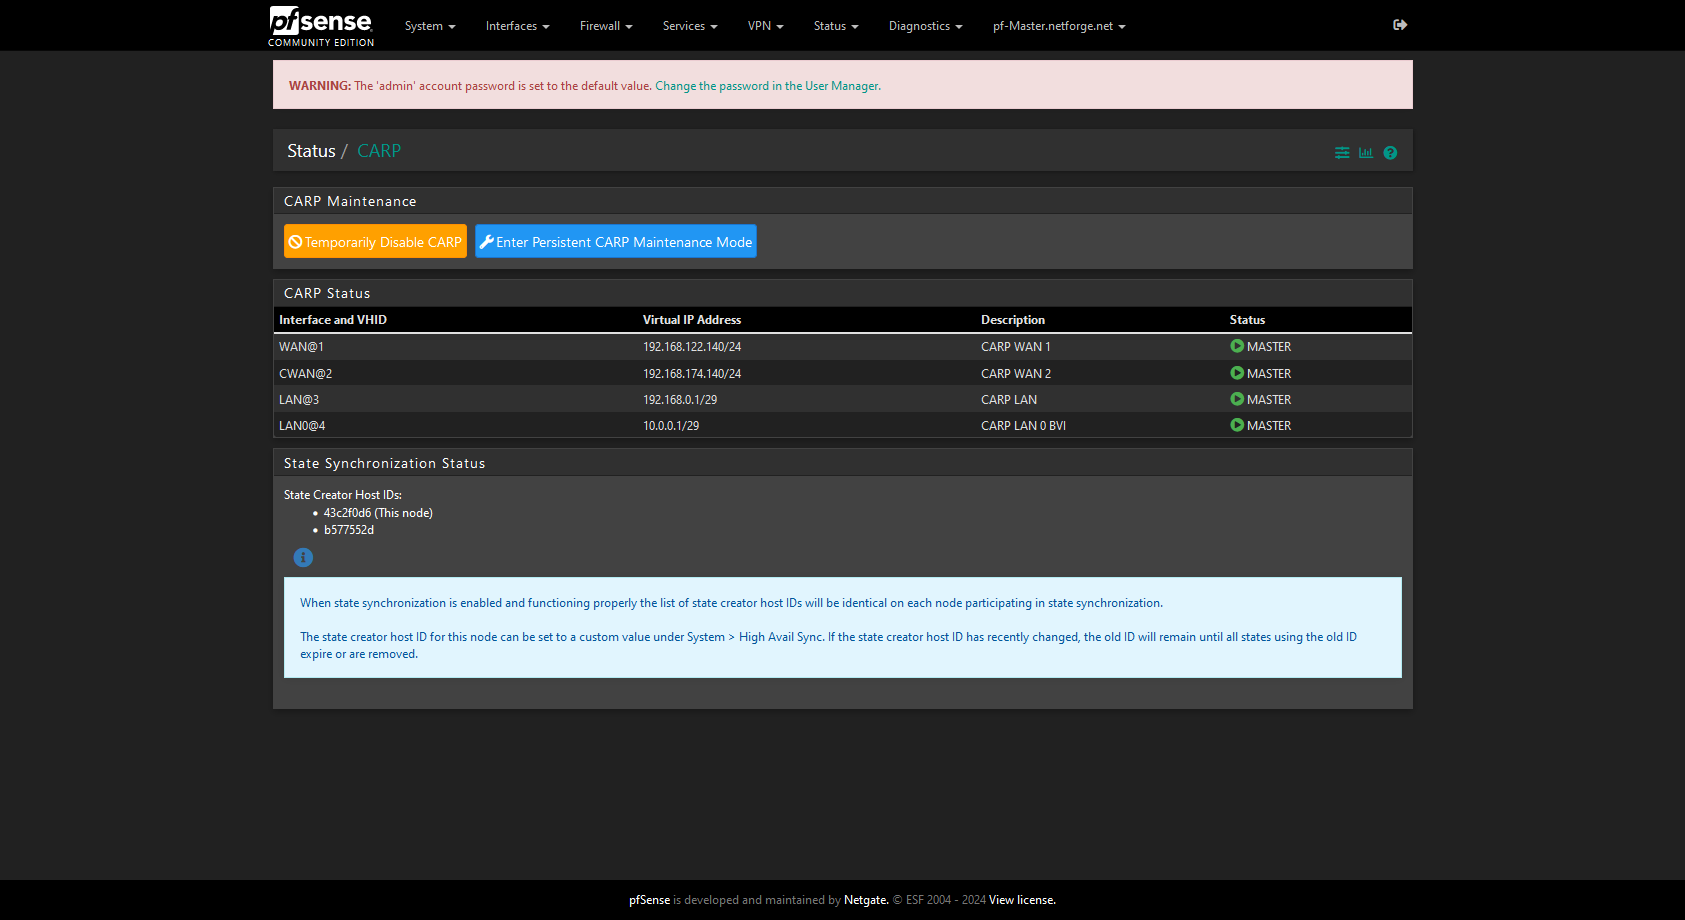 pfsense
COMMUNITY EDITION
System Interfaces Firewall Services VPN Status Diagnostics pf-Master.netforge.net
WARNING: The 'admin' account password is set to the default value. Change the password in the User Manager.
Status / CARP
CARP Maintenance
Temporarily Disable CARP Enter Persistent CARP Maintenance Mode
CARP Status
Interface and VHID Virtual IP Address Description Status
WAN@1 192.168.122.140/24 CARP WAN 1 MASTER
CWAN@2 192.168.174.140/24 CARP WAN 2 MASTER
LAN@3 192.168.0.1/29 CARP LAN MASTER
LAN0@4 10.0.0.1/29 CARP LAN 0 BVI MASTER
State Synchronization Status
State Creator Host IDs:
• 43c2f0d6 (This node)
• b577552d
When state synchronization is enabled and functioning properly the list of state creator host IDs will be identical on each node participating in state synchronization.
The state creator host ID for this node can be set to a custom value under System > High Avail Sync. If the state creator host ID has recently changed, the old ID will remain until all states using the old ID
expire or are removed.
pfSense is developed and maintained by Netgate. © ESF 2004 - 2024 View license.